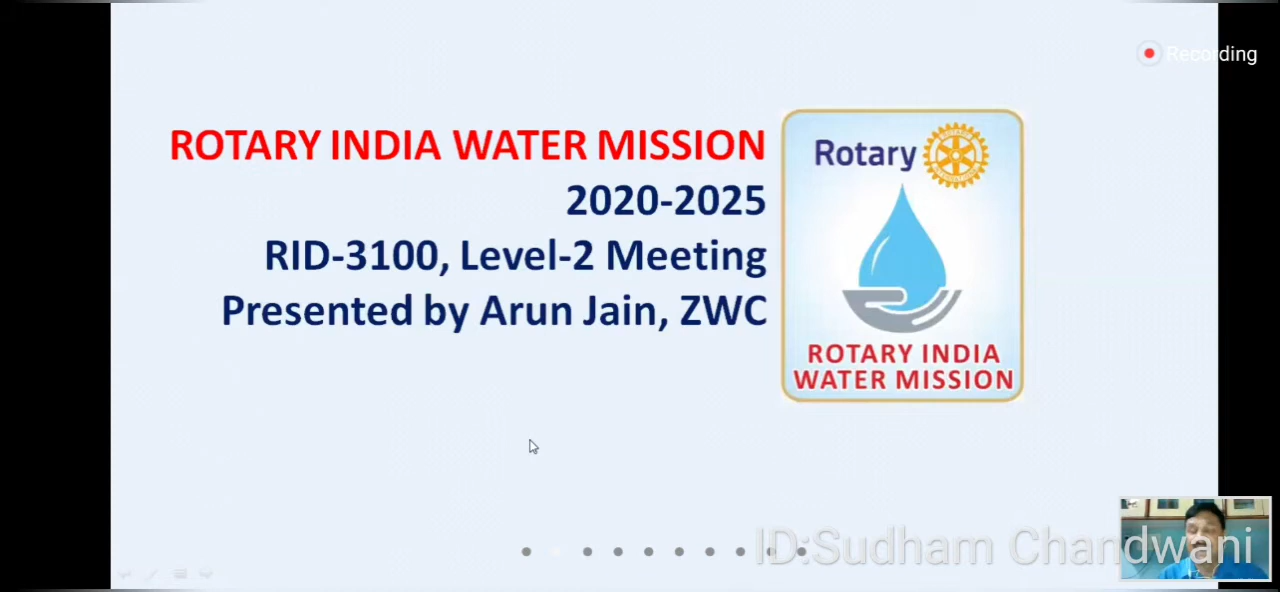 Recording
ROTARY INDIA WATER MISSION
2020-2025
RID-3100, Level-2 Meeting
Presented by Arun Jain, ZWC
Rotary
ROTARY INDIA
WATER MISSION
ID:Sudham Chandwani